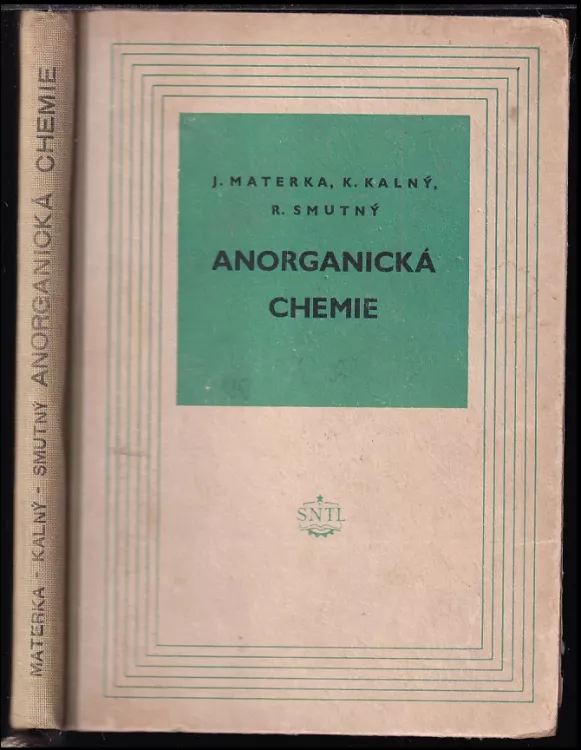 MATERKA - KALNÝ - SMUTNÝ ANORGANICKÁ CHEMIE
J. MATERKA, K. KALNÝ,
R. SMUTNÝ
ANORGANICKÁ
CHEMIE
SNTL